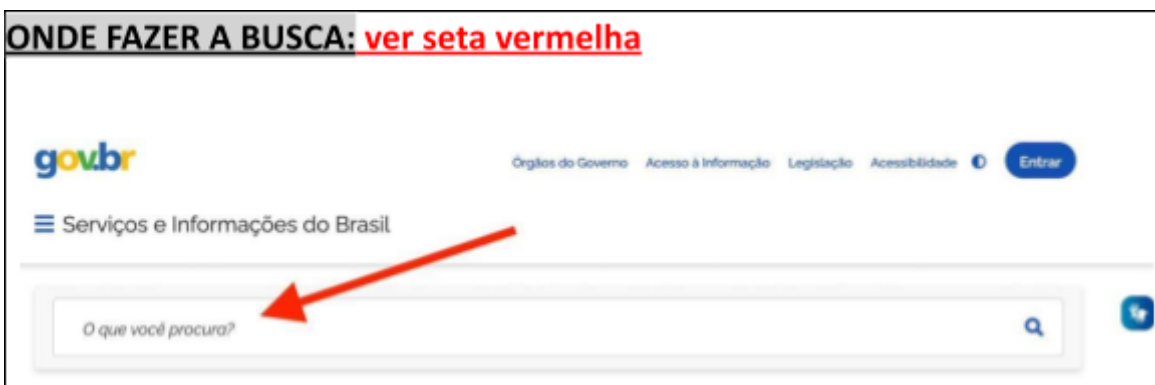 ONDE FAZER A BUSCA: ver seta vermelha
gov.br
Órgãos do Governo Acesso à Informação Legislação Acessibilidade Entrar
Serviços e Informações do Brasil
O que você procura?